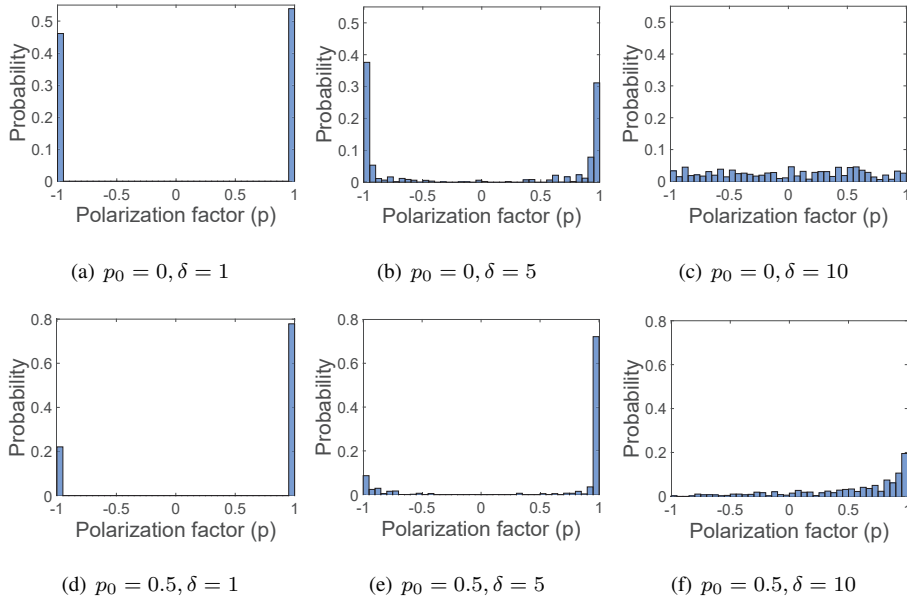 Probability
0.5
0.4
0.3
0.2
0.1
0
-1 -0.5 0 0.5 1
Polarization factor (p)
(a) p₀ = 0, δ = 1
Probability
0.5
0.4
0.3
0.2
0.1
0
-1 -0.5 0 0.5 1
Polarization factor (p)
(b) p₀ = 0, δ = 5
Probability
0.5
0.4
0.3
0.2
0.1
0
-1 -0.5 0 0.5 1
Polarization factor (p)
(c) p₀ = 0, δ = 10
Probability
0.8
0.6
0.4
0.2
0
-1 -0.5 0 0.5 1
Polarization factor (p)
(d) p₀ = 0.5, δ = 1
Probability
0.8
0.6
0.4
0.2
0
-1 -0.5 0 0.5 1
Polarization factor (p)
(e) p₀ = 0.5, δ = 5
Probability
0.8
0.6
0.4
0.2
0
-1 -0.5 0 0.5 1
Polarization factor (p)
(f) p₀ = 0.5, δ = 10